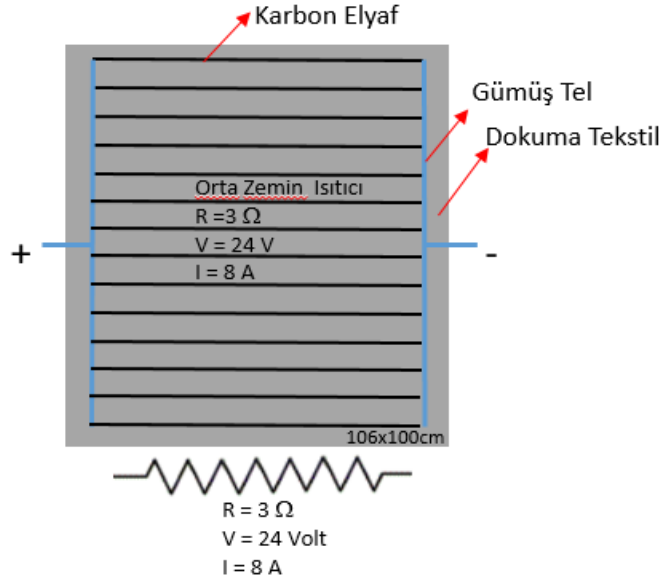 Karbon Elyaf
Gümüş Tel
Dokuma Tekstil
Orta Zemin Isıtıcı
R =3 Ω
V = 24 V
I = 8 A
+
-
106x100cm
R = 3 Ω
V = 24 Volt
I = 8 A